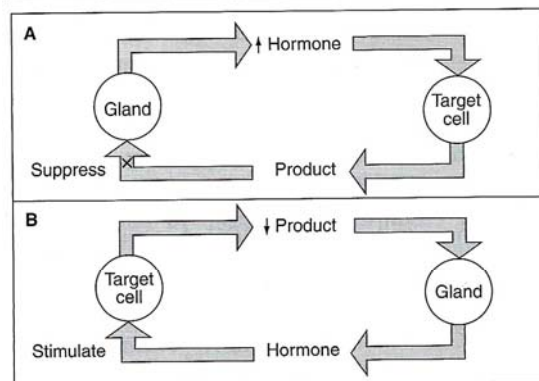 A
↑ Hormone
Gland
Target
cell
Suppress
Product
B
↓ Product
Target
cell
Gland
Stimulate
Hormone